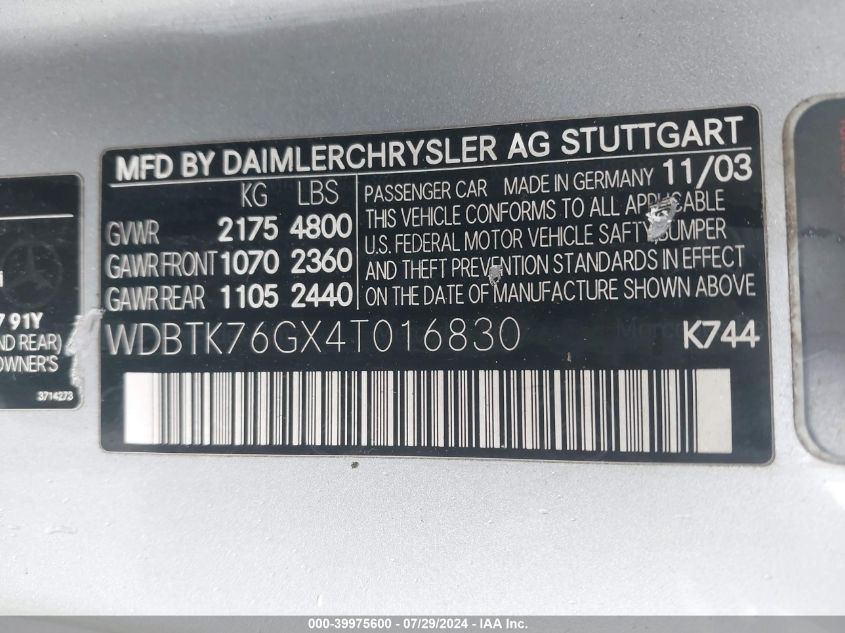 MFD BY DAIMLERCHRYSLER AG STUTTGART
KG LBS
GVWR 2175 4800
GAWR FRONT 1070 2360
GAWR REAR 1105 2440
PASSENGER CAR MADE IN GERMANY 11/03
THIS VEHICLE CONFORMS TO ALL APPLICABLE
U.S. FEDERAL MOTOR VEHICLE SAFTY, BUMPER
AND THEFT PREVENTION STANDARDS IN EFFECT
ON THE DATE OF MANUFACTURE SHOWN ABOVE
WDBTK76GX4T016830 K744
7 91Y
ND REAR)
OWNER'S
3714273
000-39975600 / 07/29/2024 - IAA Inc.